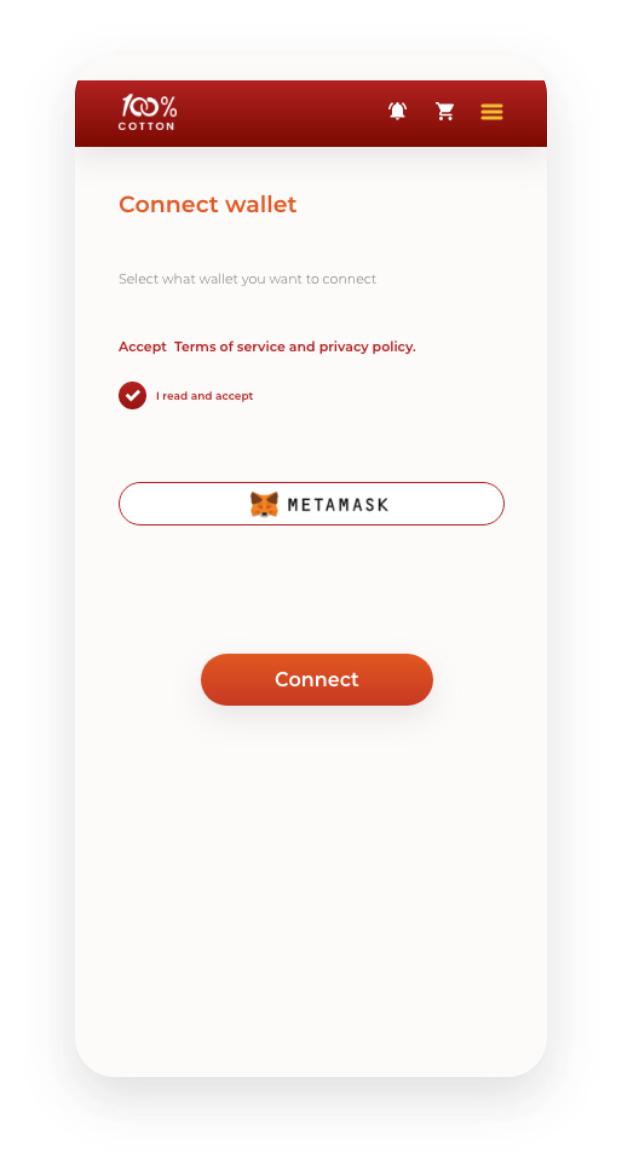 100%
COTTON
Connect wallet
Select what wallet you want to connect
Accept Terms of service and privacy policy.
I read and accept
METAMASK
Connect